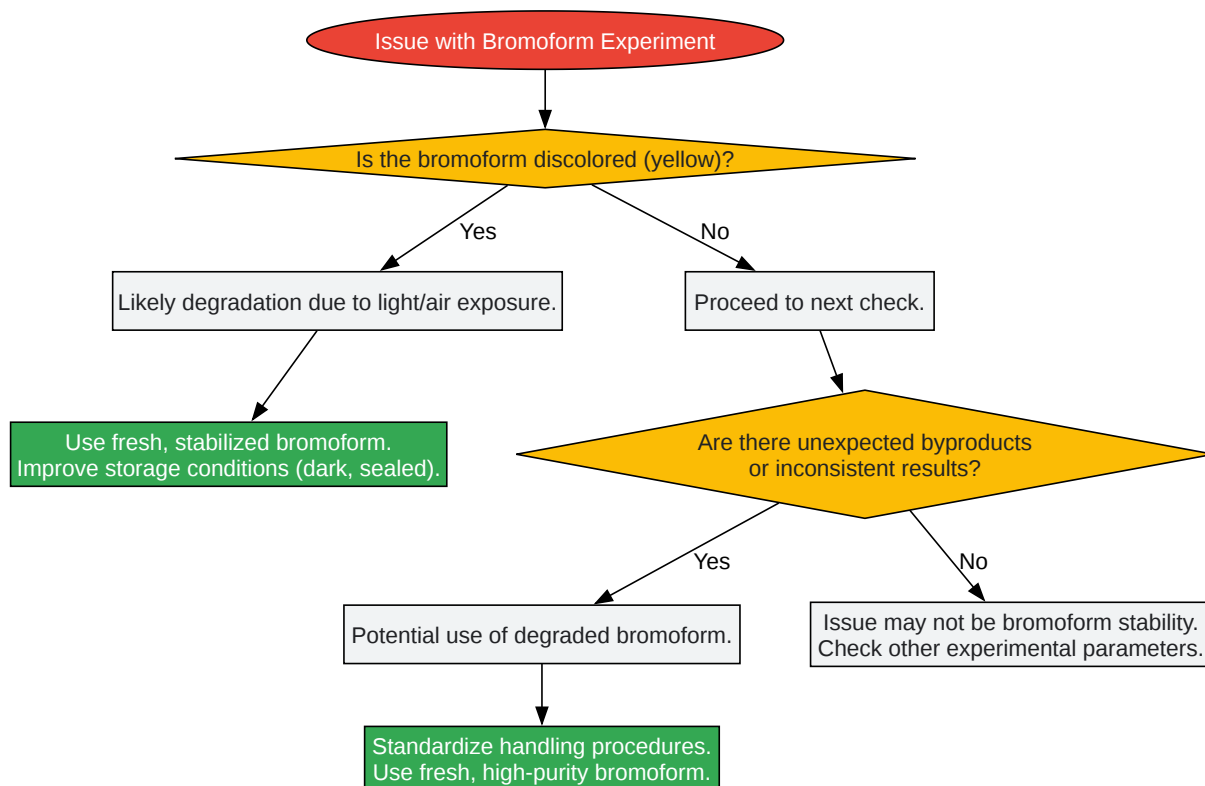 Issue with Bromoform Experiment
Is the bromoform discolored (yellow)?
Yes
No
Likely degradation due to light/air exposure.
Proceed to next check.
Use fresh, stabilized bromoform.
Improve storage conditions (dark, sealed).
Are there unexpected byproducts
or inconsistent results?
Yes
No
Potential use of degraded bromoform.
Issue may not be bromoform stability.
Check other experimental parameters.
Standardize handling procedures.
Use fresh, high-purity bromoform.